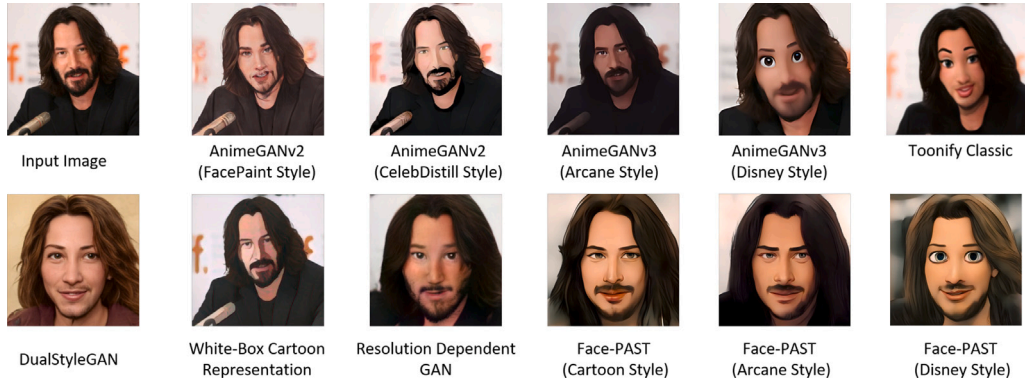 Input Image
AnimeGANv2
(FacePaint Style)
AnimeGANv2
(CelebDistill Style)
AnimeGANv3
(Arcane Style)
AnimeGANv3
(Disney Style)
Toonify Classic
DualStyleGAN
White-Box Cartoon
Representation
Resolution Dependent
GAN
Face-PAST
(Cartoon Style)
Face-PAST
(Arcane Style)
Face-PAST
(Disney Style)